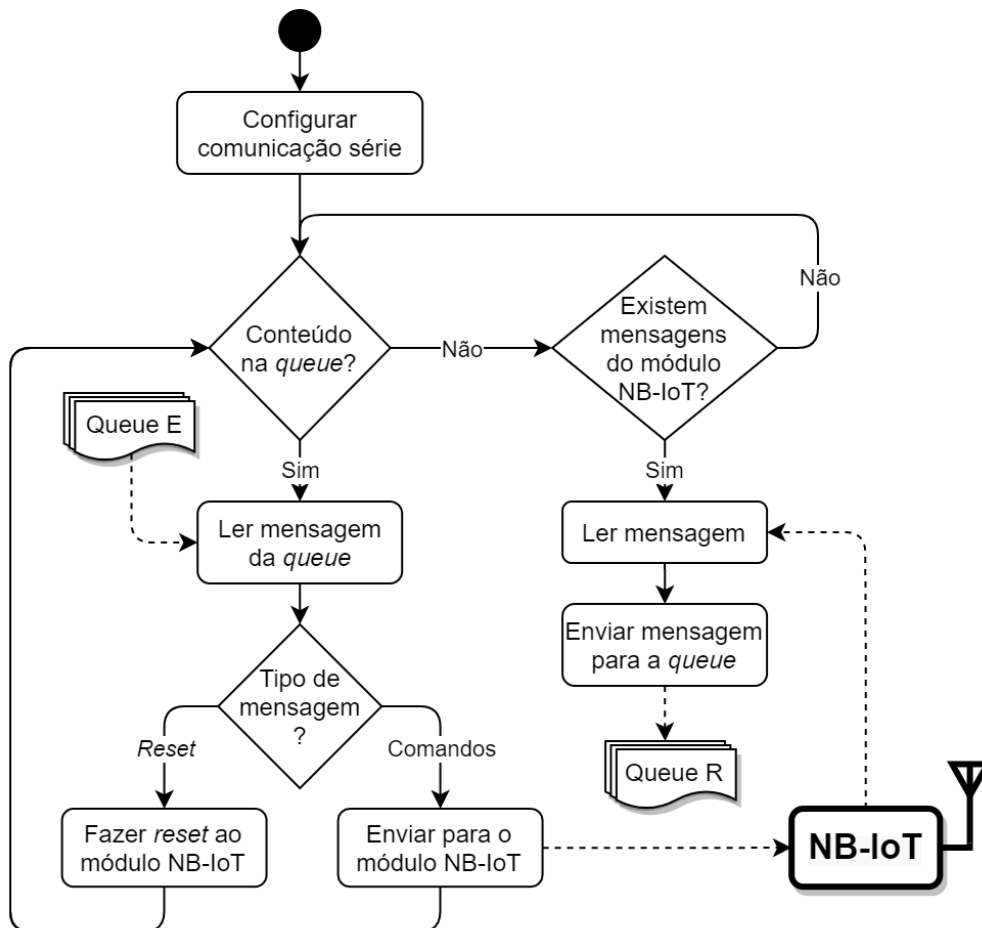 Configurar
comunicação série
Não
Conteúdo
na queue?
Não
Existem
mensagens
do módulo
NB-IoT?
Queue E
Sim
Sim
Ler mensagem
da queue
Ler mensagem
Enviar mensagem
para a queue
Tipo de
mensagem
?
Reset
Comandos
Queue R
Fazer reset ao
módulo NB-IoT
Enviar para o
módulo NB-IoT
NB-IoT